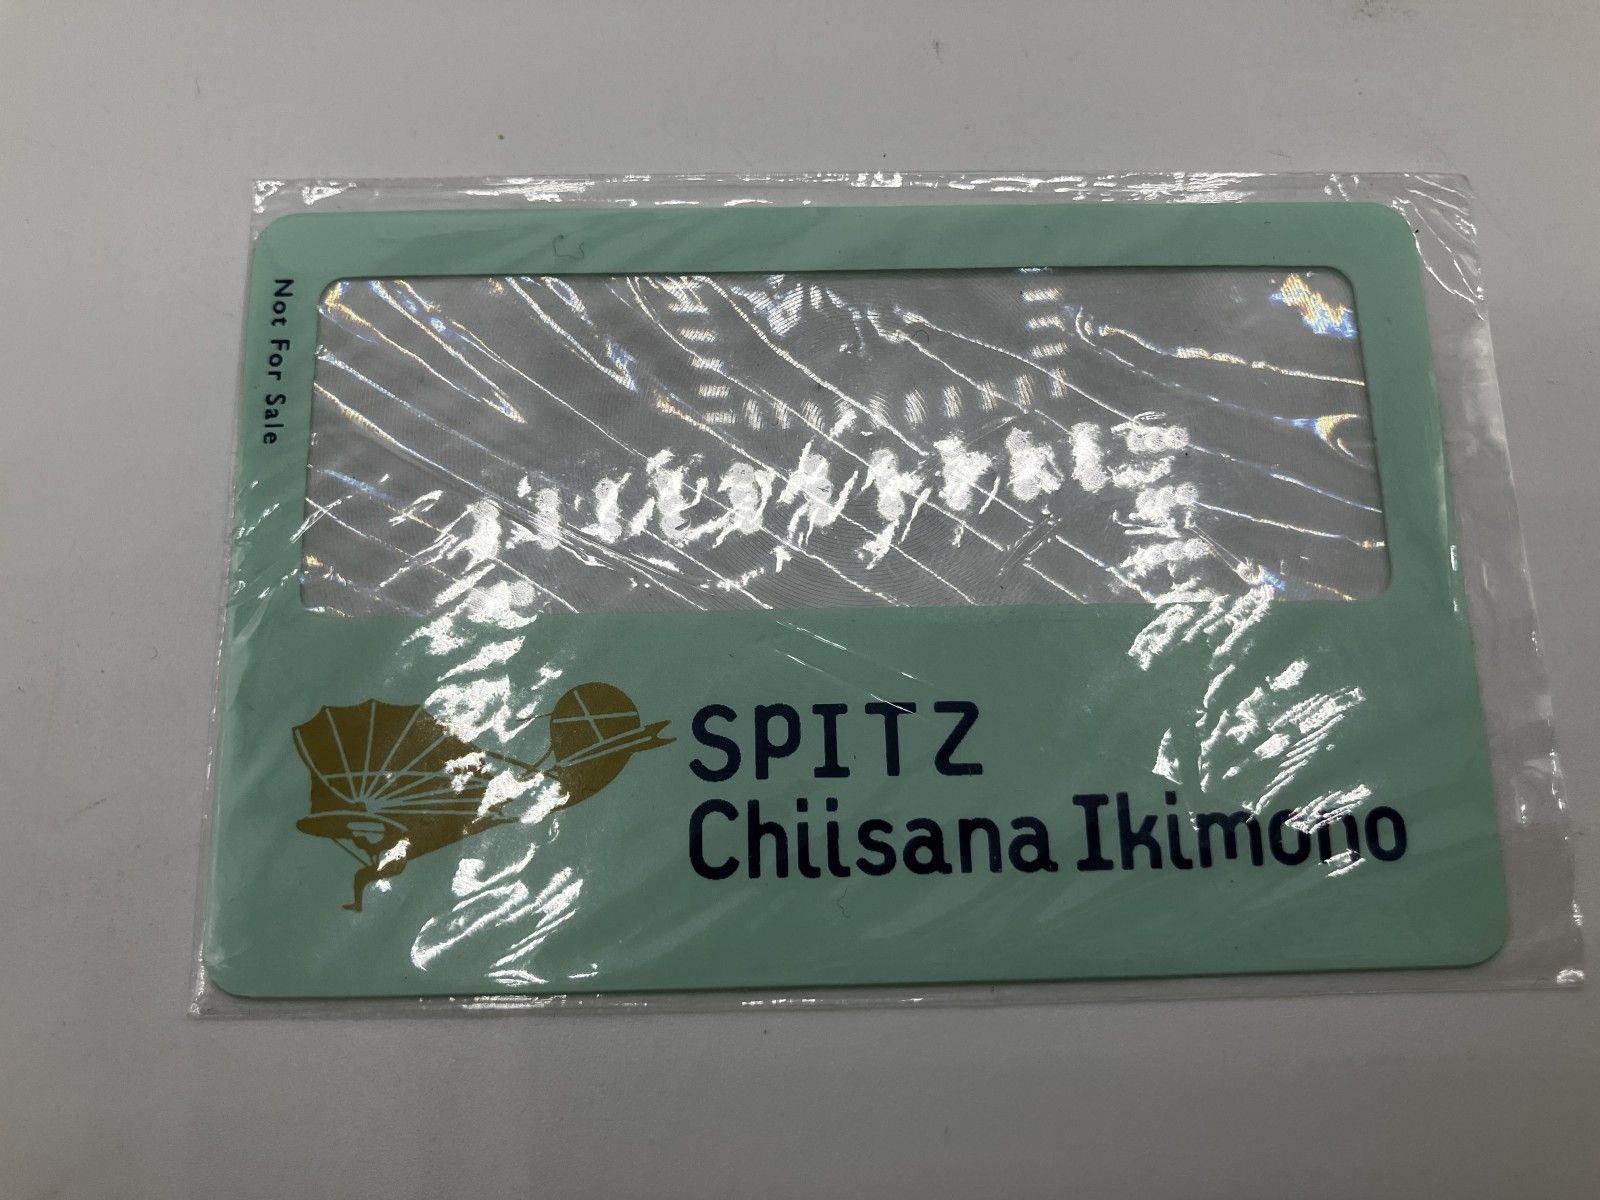 Not For Sale
SPITZ
Chiisana Ikimono